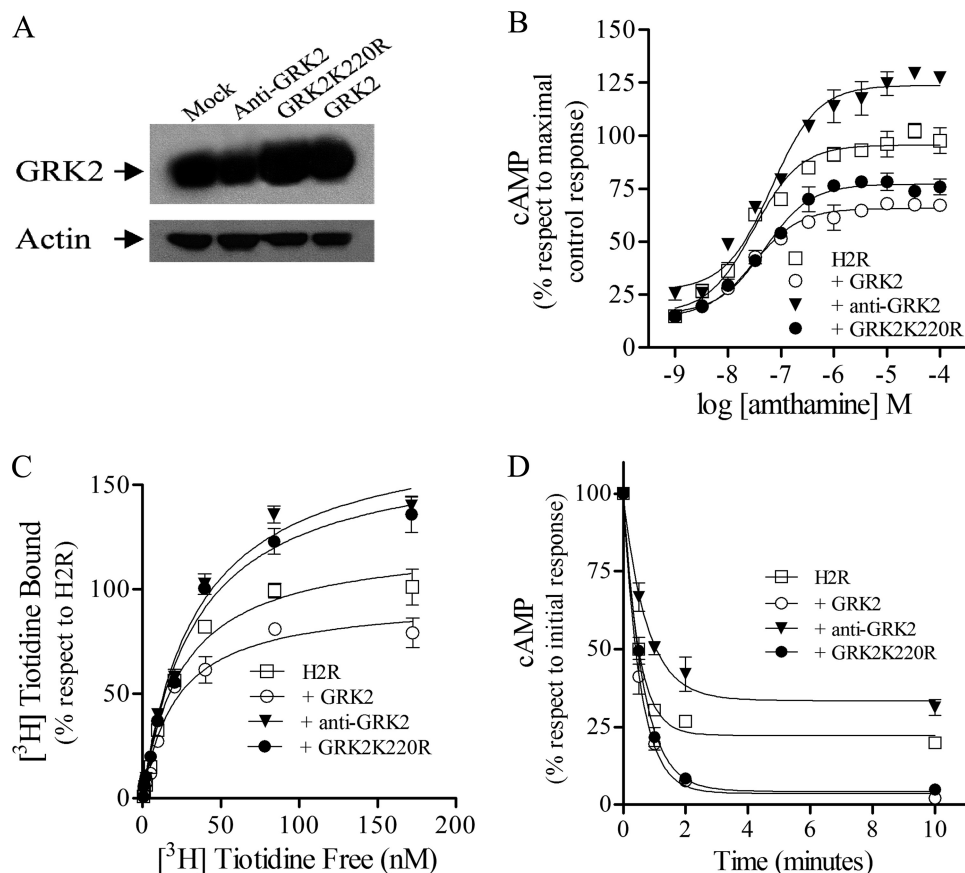 A
Mock
Anti-GRK2
GRK2K220R
GRK2
GRK2
Actin
B
cAMP
(% respect to maximal
control response)
150
125
100
75
50
25
0
H2R
+ GRK2
+ anti-GRK2
+ GRK2K220R
-9
-8
-7
-6
-5
-4
log [amthamine] M
C
[³H] Tiotidine Bound
(% respect to H2R)
150
100
50
0
H2R
+ GRK2
+ anti-GRK2
+ GRK2K220R
0
50
100
150
200
[³H] Tiotidine Free (nM)
D
cAMP
(% respect to initial response)
100
75
50
25
0
H2R
+ GRK2
+ anti-GRK2
+ GRK2K220R
0
2
4
6
8
10
Time (minutes)